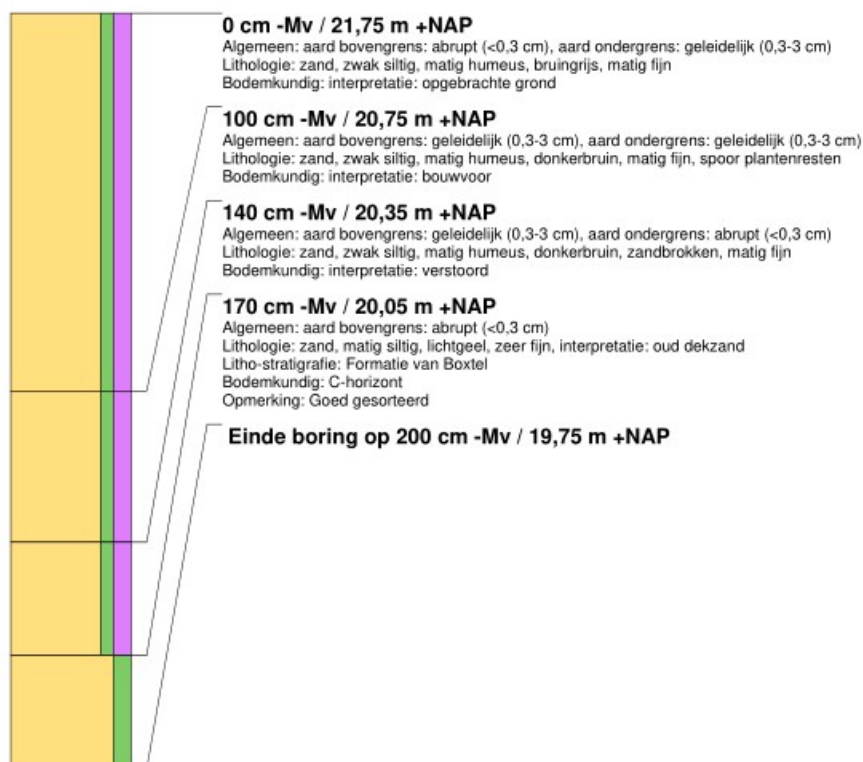 0 cm -Mv / 21,75 m +NAP
Algemeen: aard bovengrens: abrupt (<0,3 cm), aard ondergrens: geleidelijk (0,3-3 cm)
Lithologie: zand, zwak siltig, matig humeus, bruingrijs, matig fijn
Bodemkundig: interpretatie: opgebrachte grond
100 cm -Mv / 20,75 m +NAP
Algemeen: aard bovengrens: geleidelijk (0,3-3 cm), aard ondergrens: geleidelijk (0,3-3 cm)
Lithologie: zand, zwak siltig, matig humeus, donkerbruin, matig fijn, spoor plantenresten
Bodemkundig: interpretatie: bouwvoor
140 cm -Mv / 20,35 m +NAP
Algemeen: aard bovengrens: geleidelijk (0,3-3 cm), aard ondergrens: abrupt (<0,3 cm)
Lithologie: zand, zwak siltig, matig humeus, donkerbruin, zandbrokken, matig fijn
Bodemkundig: interpretatie: verstoord
170 cm -Mv / 20,05 m +NAP
Algemeen: aard bovengrens: abrupt (<0,3 cm)
Lithologie: zand, matig siltig, lichtgeel, zeer fijn, interpretatie: oud dekzand
Litho-stratigrafie: Formatie van Boxtel
Bodemkundig: C-horizont
Opmerking: Goed gesorteerd
Einde boring op 200 cm -Mv / 19,75 m +NAP